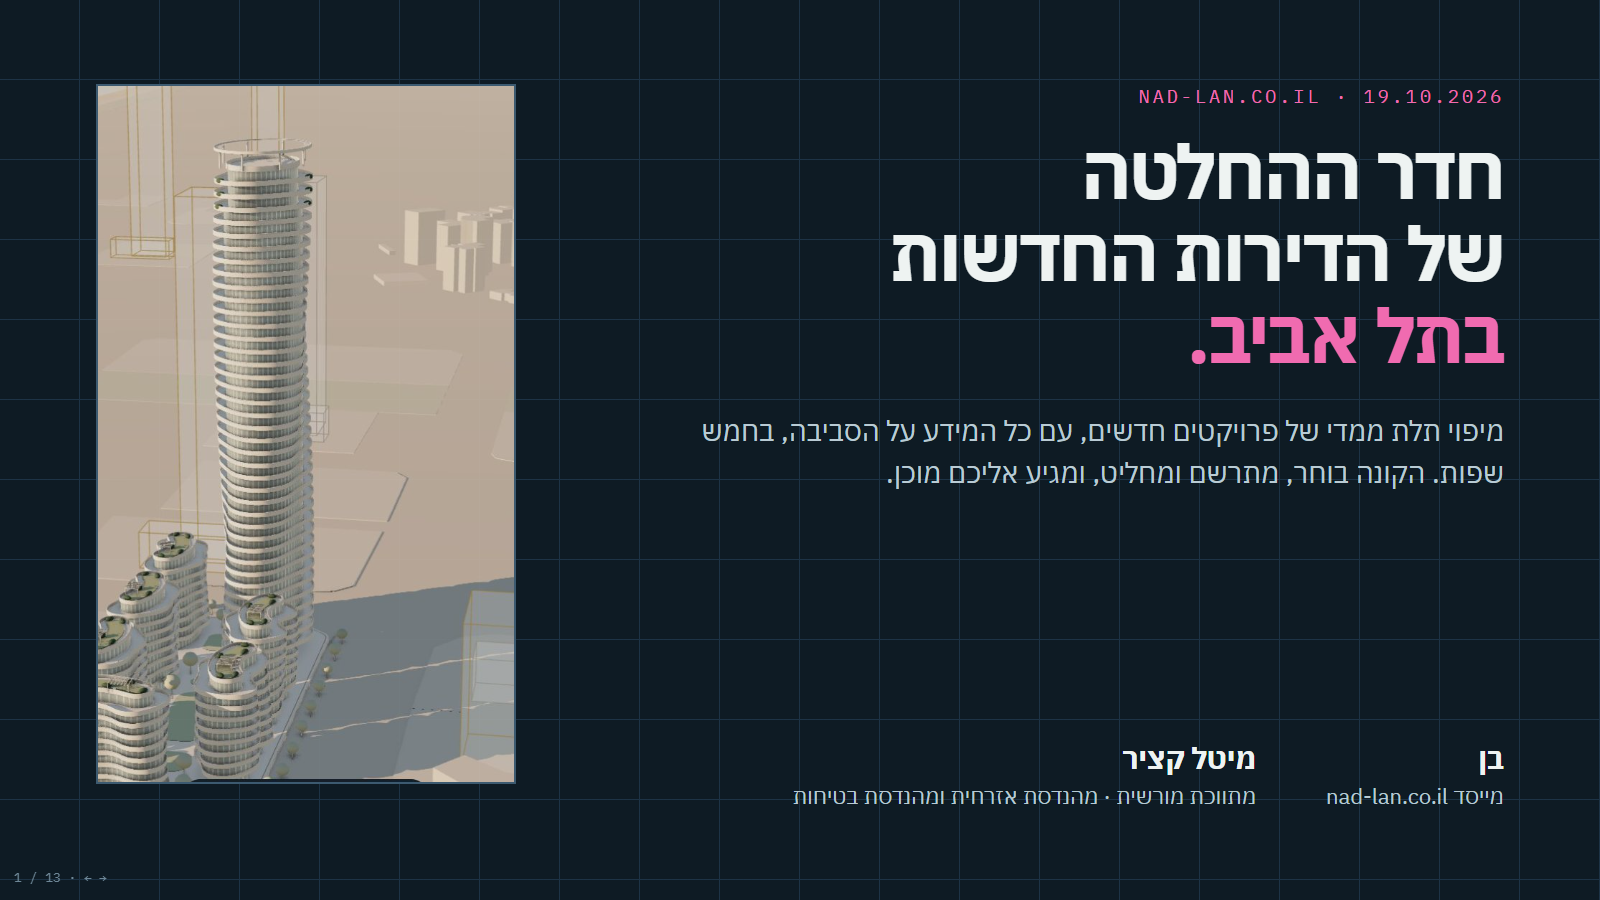 NAD-LAN.CO.IL · 19.10.2026
חדר ההחלטה
של הדירות החדשות
בתל אביב.
מיפוי תלת ממדי של פרויקטים חדשים, עם כל המידע על הסביבה, בחמש
שפות. הקונה בוחר, מתרשם ומחליט, ומגיע אליכם מוכן.
בן
מייסד nad-lan.co.il
מיטל קציר
מתווכת מורשית · מהנדסת אזרחית ומהנדסת בטיחות
1 / 13 · ← →